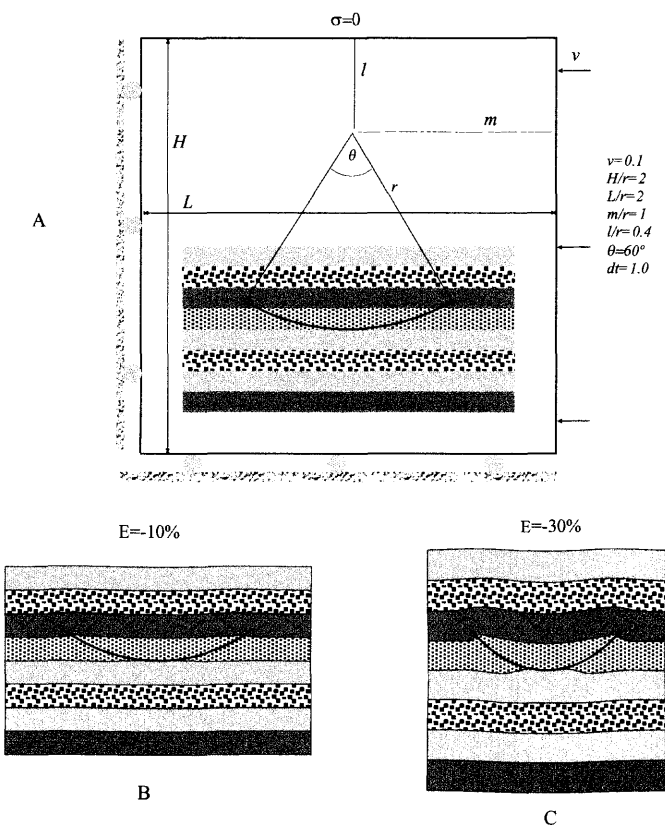 σ=0
v
l
m
H
θ
r
L
A
v=0.1
H/r=2
L/r=2
m/r=1
l/r=0.4
θ=60°
dt=1.0
E=-10%
E=-30%
B
C